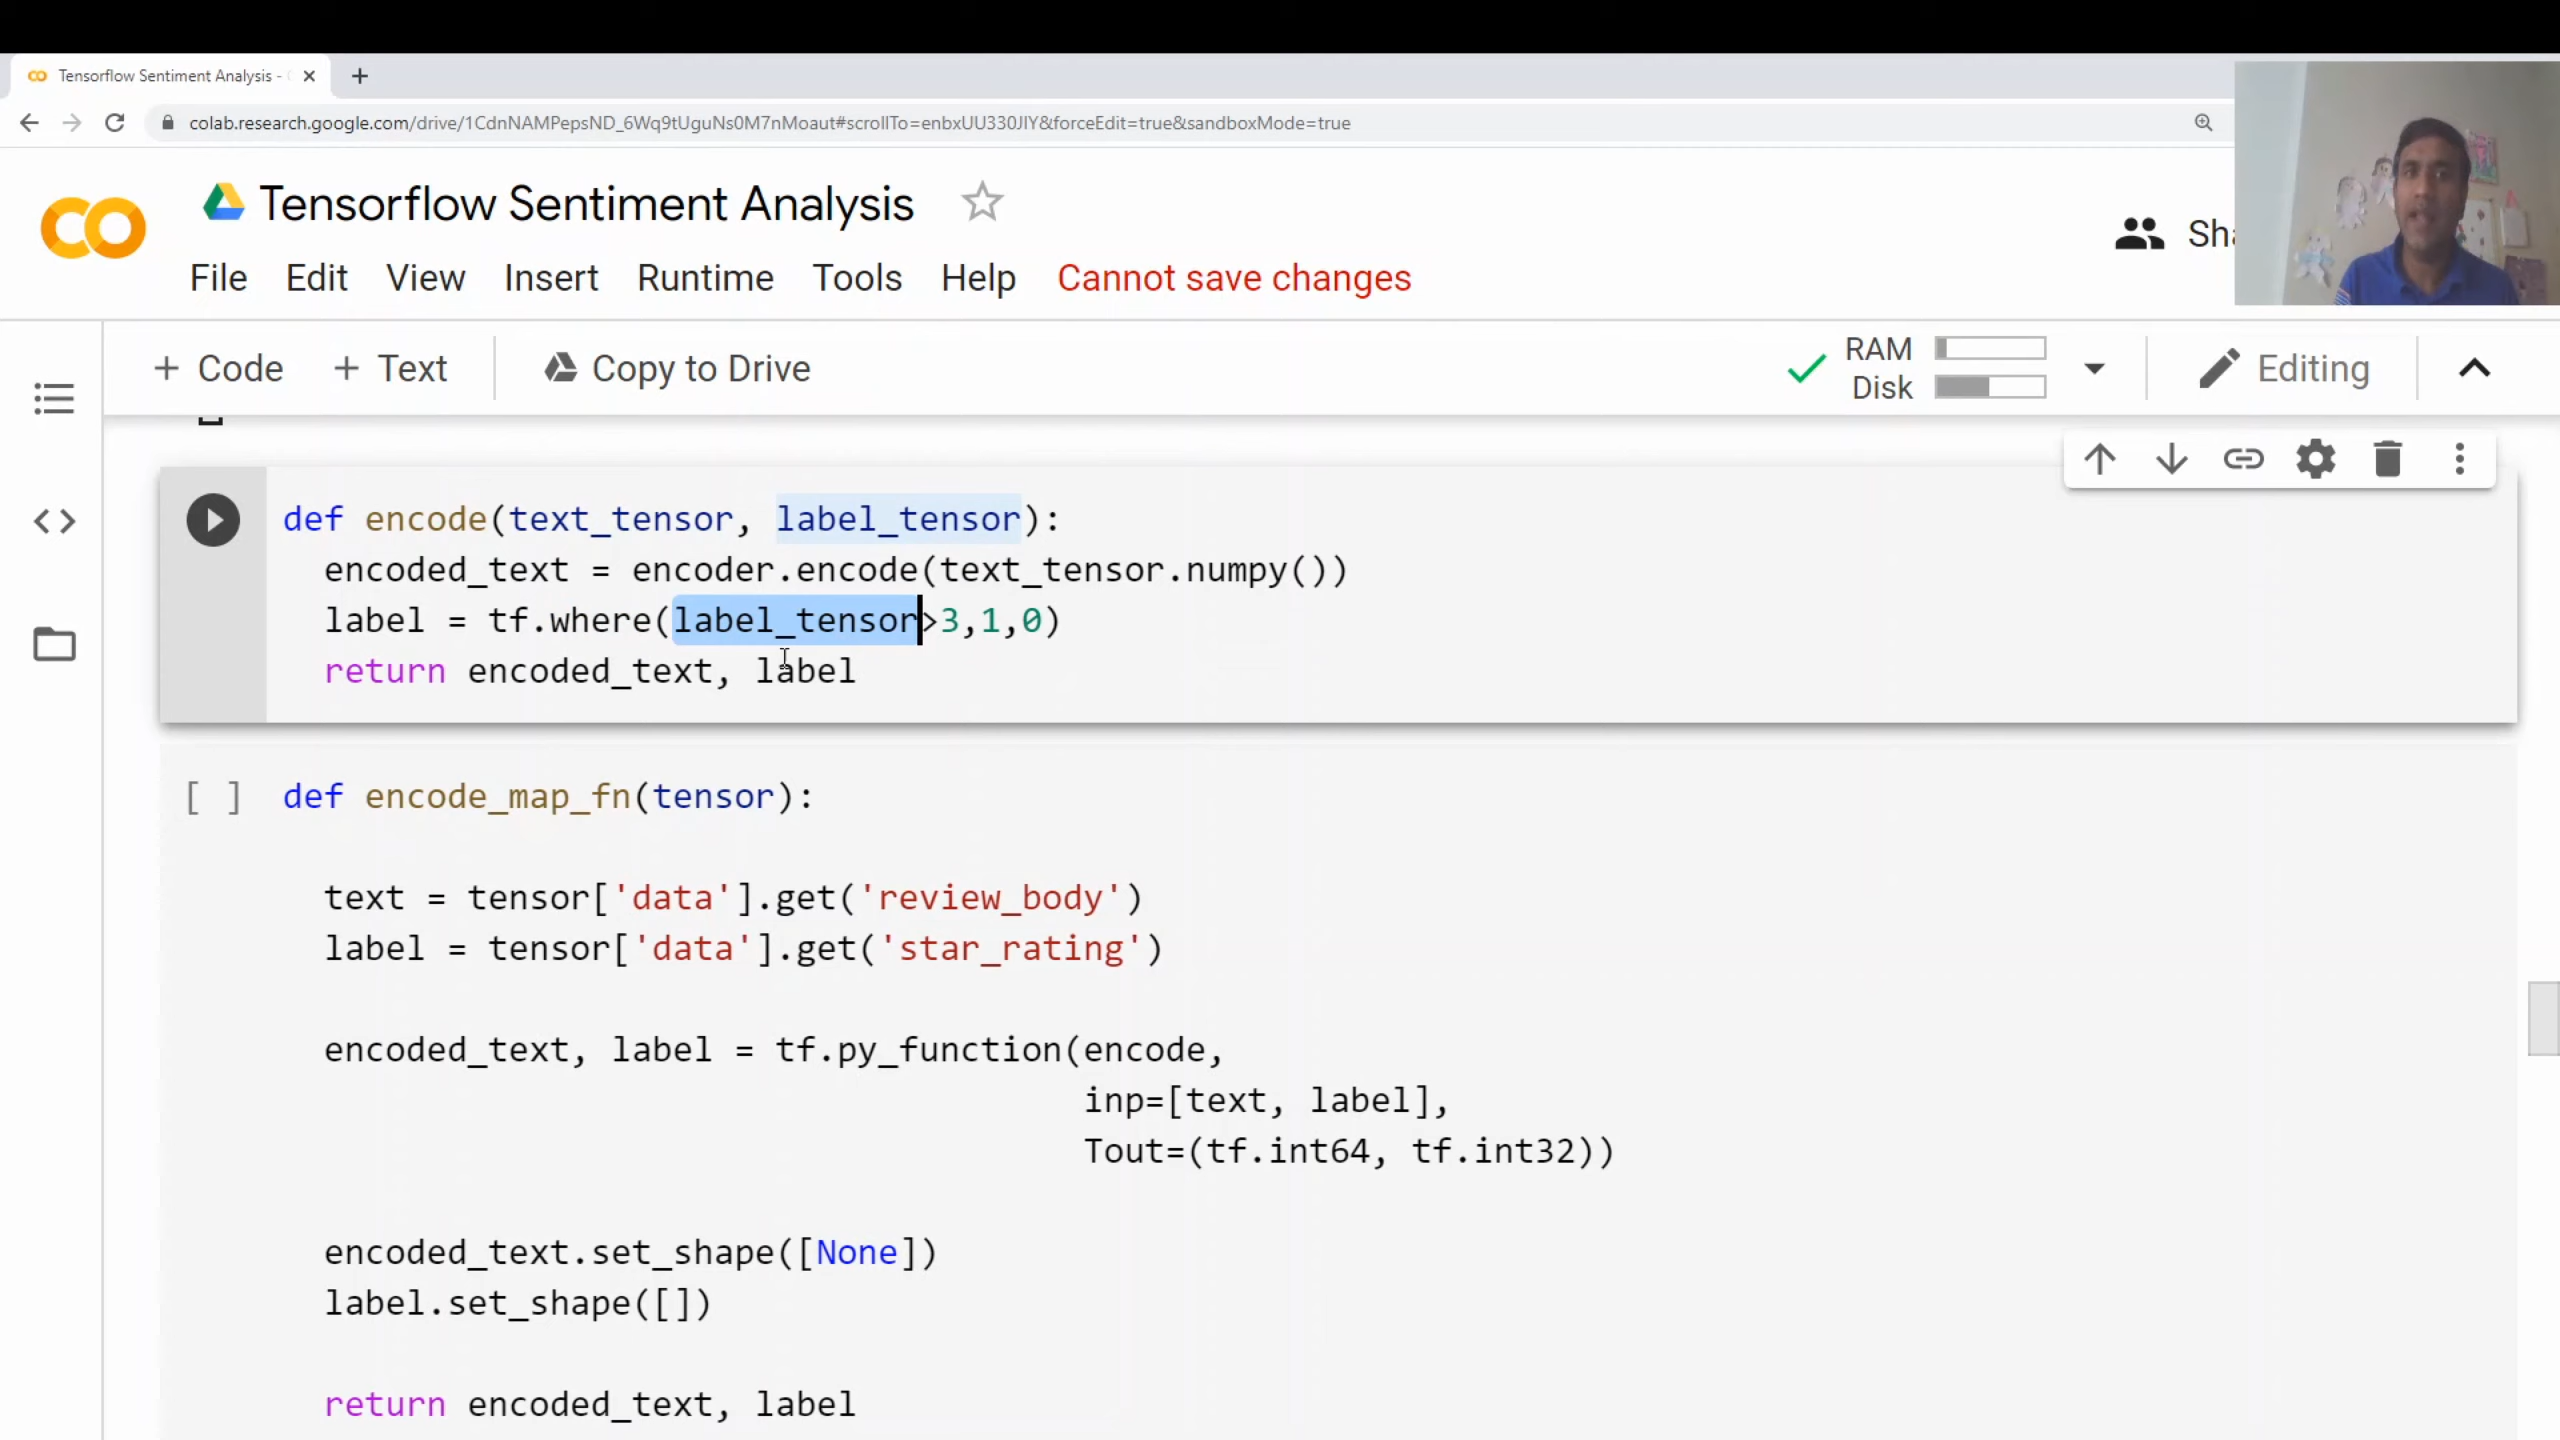 Tensorflow Sentiment Analysis -
colab.research.google.com/drive/1CdnNAMPepsND_6Wq9tUguNs0M7nMoaut#scrollTo=enbxUU330JlY&forceEdit=true&sandboxMode=true
CO Tensorflow Sentiment Analysis
File Edit View Insert Runtime Tools Help Cannot save changes
Sha
+ Code + Text Copy to Drive
RAM
Disk
Editing
def encode(text_tensor, label_tensor):
encoded_text = encoder.encode(text_tensor.numpy())
label = tf.where(label_tensor>3,1,0)
return encoded_text, label
[ ] def encode_map_fn(tensor):
text = tensor['data'].get('review_body')
label = tensor['data'].get('star_rating')
encoded_text, label = tf.py_function(encode,
inp=[text, label],
Tout=(tf.int64, tf.int32))
encoded_text.set_shape([None])
label.set_shape([])
return encoded_text, label